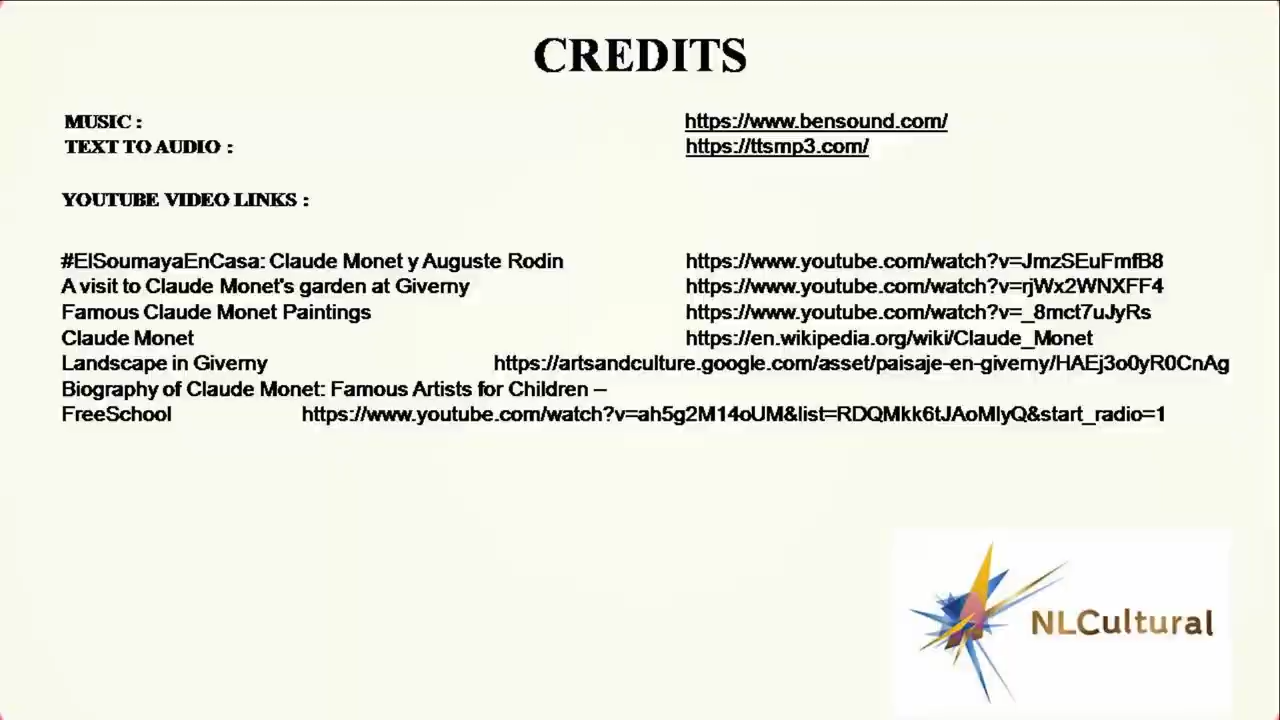 CREDITS
MUSIC : https://www.bensound.com/
TEXT TO AUDIO : https://ttsmp3.com/
YOUTUBE VIDEO LINKS :
#ElSoumayaEnCasa: Claude Monet y Auguste Rodin https://www.youtube.com/watch?v=JmzSEuFmfB8
A visit to Claude Monet's garden at Giverny https://www.youtube.com/watch?v=rjWx2WNXFF4
Famous Claude Monet Paintings https://www.youtube.com/watch?v=_8mct7uJyRs
Claude Monet https://en.wikipedia.org/wiki/Claude_Monet
Landscape in Giverny https://artsandculture.google.com/asset/paisaje-en-giverny/HAEj3o0yR0CnAg
Biography of Claude Monet: Famous Artists for Children –
FreeSchool https://www.youtube.com/watch?v=ah5g2M14oUM&list=RDQMkk6tJAoMlyQ&start_radio=1
NLCultural